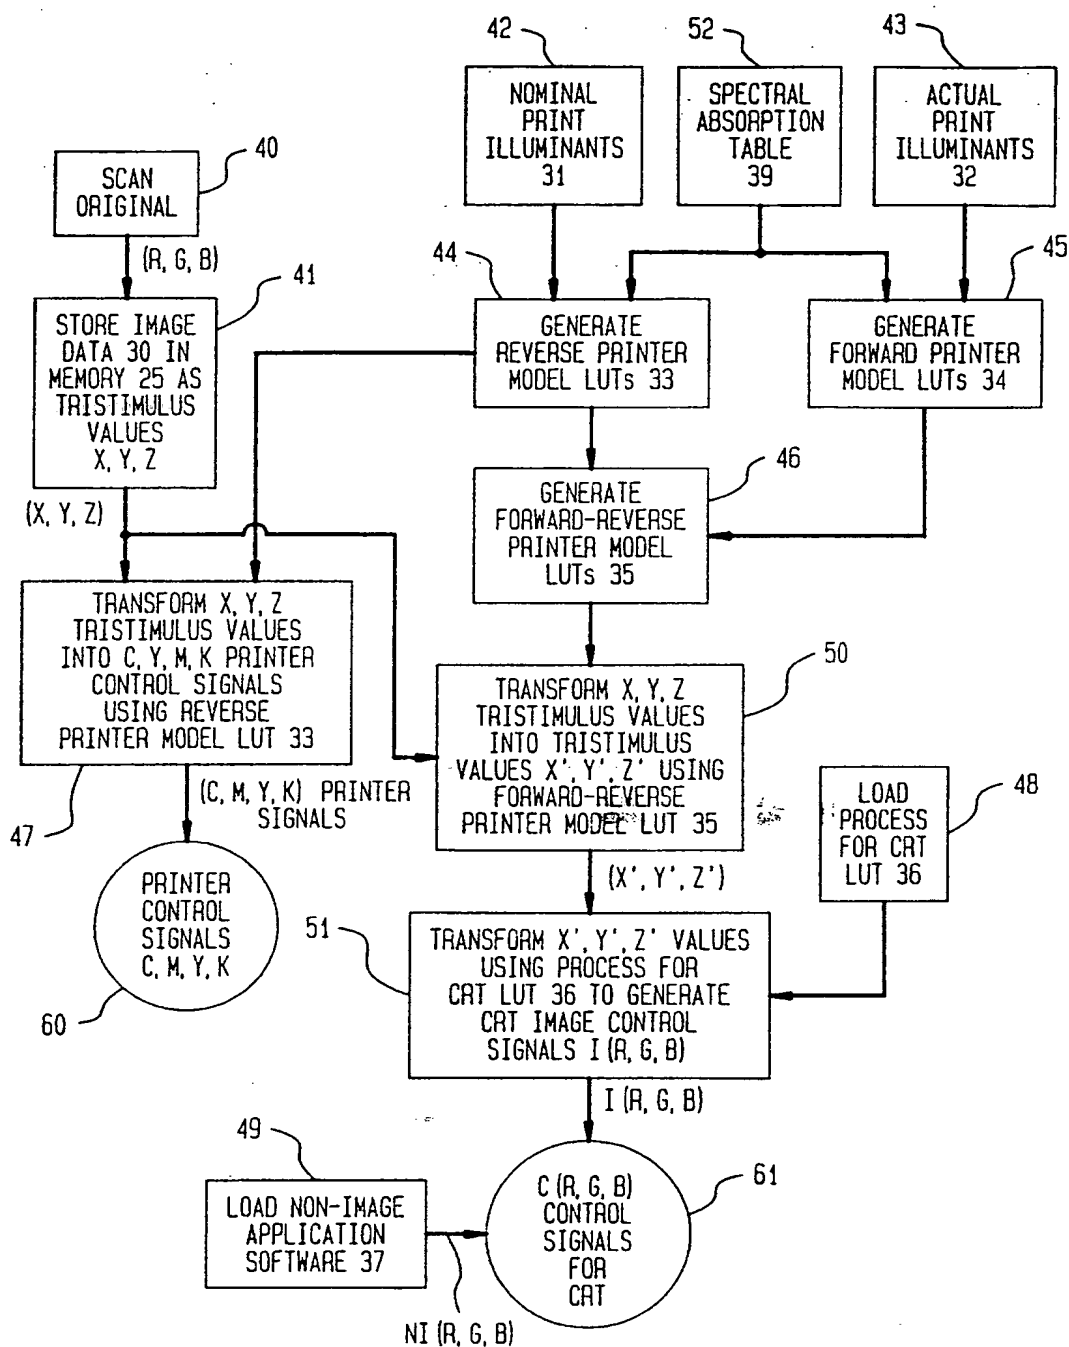 42
52
43
NOMINAL
PRINT
ILLUMINANTS
31
SPECTRAL
ABSORPTION
TABLE
39
ACTUAL
PRINT
ILLUMINANTS
32
40
SCAN
ORIGINAL
(R, G, B)
41
44
45
STORE IMAGE
DATA 30 IN
MEMORY 25 AS
TRISTIMULUS
VALUES
X, Y, Z
GENERATE
REVERSE PRINTER
MODEL LUTs 33
GENERATE
FORWARD PRINTER
MODEL LUTs 34
46
(X, Y, Z)
GENERATE
FORWARD-REVERSE
PRINTER MODEL
LUTs 35
TRANSFORM X, Y, Z
TRISTIMULUS VALUES
INTO C, Y, M, K PRINTER
CONTROL SIGNALS
USING REVERSE
PRINTER MODEL LUT 33
50
TRANSFORM X, Y, Z
TRISTIMULUS VALUES
INTO TRISTIMULUS
VALUES X', Y', Z' USING
FORWARD-REVERSE
PRINTER MODEL LUT 35
47
(C, M, Y, K) PRINTER
SIGNALS
48
LOAD
PROCESS
FOR CRT
LUT 36
PRINTER
CONTROL
SIGNALS
C, M, Y, K
60
(X', Y', Z')
51
TRANSFORM X', Y', Z' VALUES
USING PROCESS FOR
CRT LUT 36 TO GENERATE
CRT IMAGE CONTROL
SIGNALS I (R, G, B)
I (R, G, B)
49
61
LOAD NON-IMAGE
APPLICATION
SOFTWARE 37
C (R, G, B)
CONTROL
SIGNALS
FOR
CRT
NI (R, G, B)